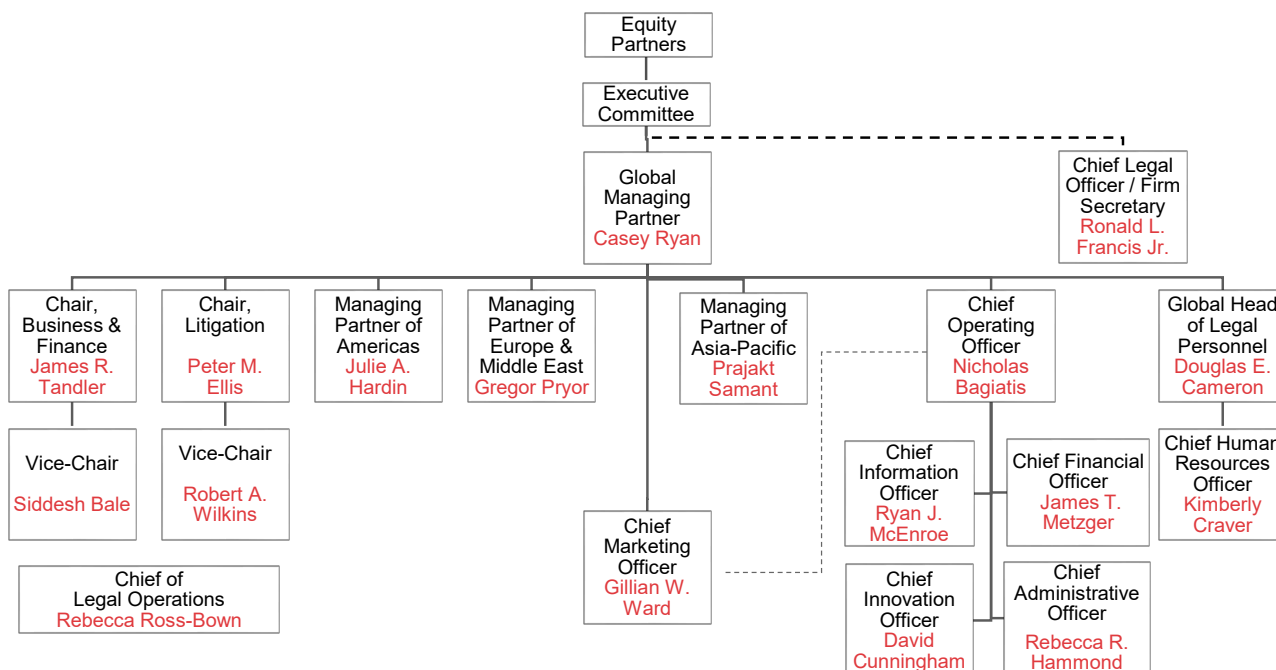 Equity
Partners
Executive
Committee
Global
Managing
Partner
Casey Ryan
Chief Legal
Officer / Firm
Secretary
Ronald L.
Francis Jr.
Chair,
Business &
Finance
James R.
Tandler
Chair,
Litigation
Peter M.
Ellis
Managing
Partner of
Americas
Julie A.
Hardin
Managing
Partner of
Europe &
Middle East
Gregor Pryor
Managing
Partner of
Asia-Pacific
Prajakt
Samant
Chief
Operating
Officer
Nicholas
Bagiatis
Global Head
of Legal
Personnel
Douglas E.
Cameron
Vice-Chair
Siddesh Bale
Vice-Chair
Robert A.
Wilkins
Chief
Information
Officer
Ryan J.
McEnroe
Chief Financial
Officer
James T.
Metzger
Chief Human
Resources
Officer
Kimberly
Craver
Chief
Marketing
Officer
Gillian W.
Ward
Chief of
Legal Operations
Rebecca Ross-Bown
Chief
Innovation
Officer
David
Cunningham
Chief
Administrative
Officer
Rebecca R.
Hammond